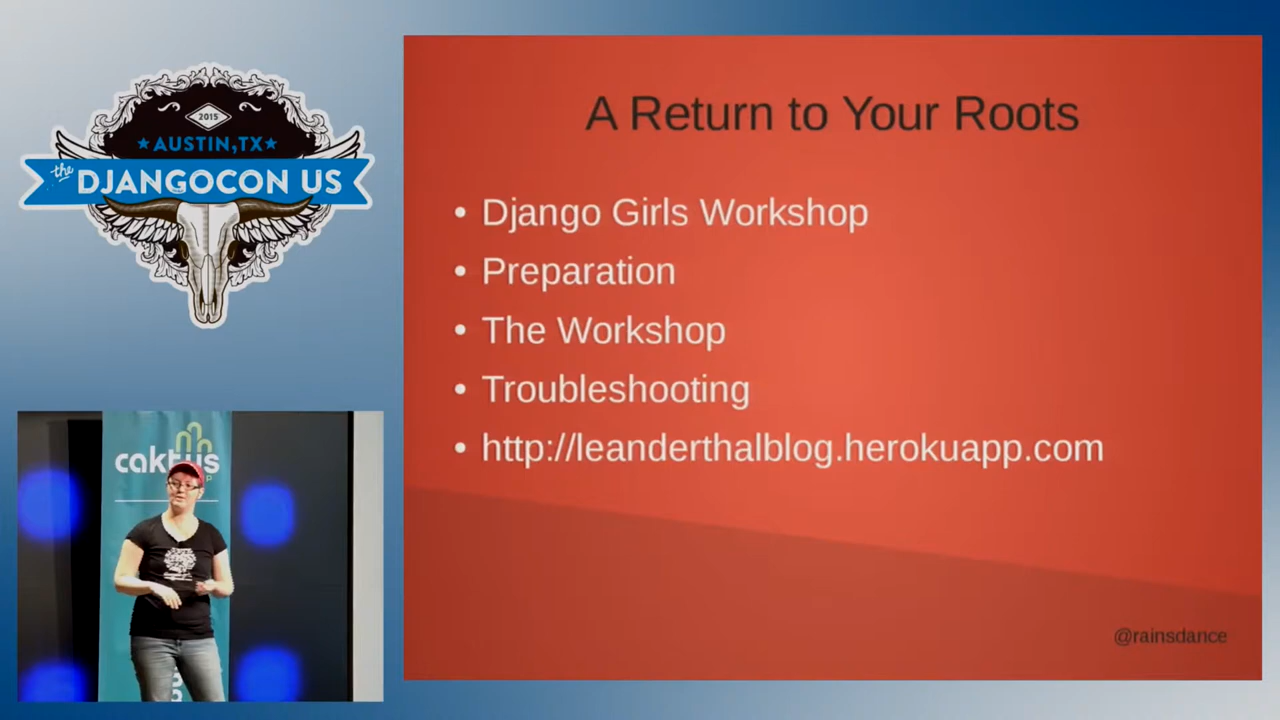 2015
AUSTIN,TX
the
DJANGOCON US
caktus
A Return to Your Roots
• Django Girls Workshop
• Preparation
• The Workshop
• Troubleshooting
• http://leanderthalblog.herokuapp.com
@rainsdance